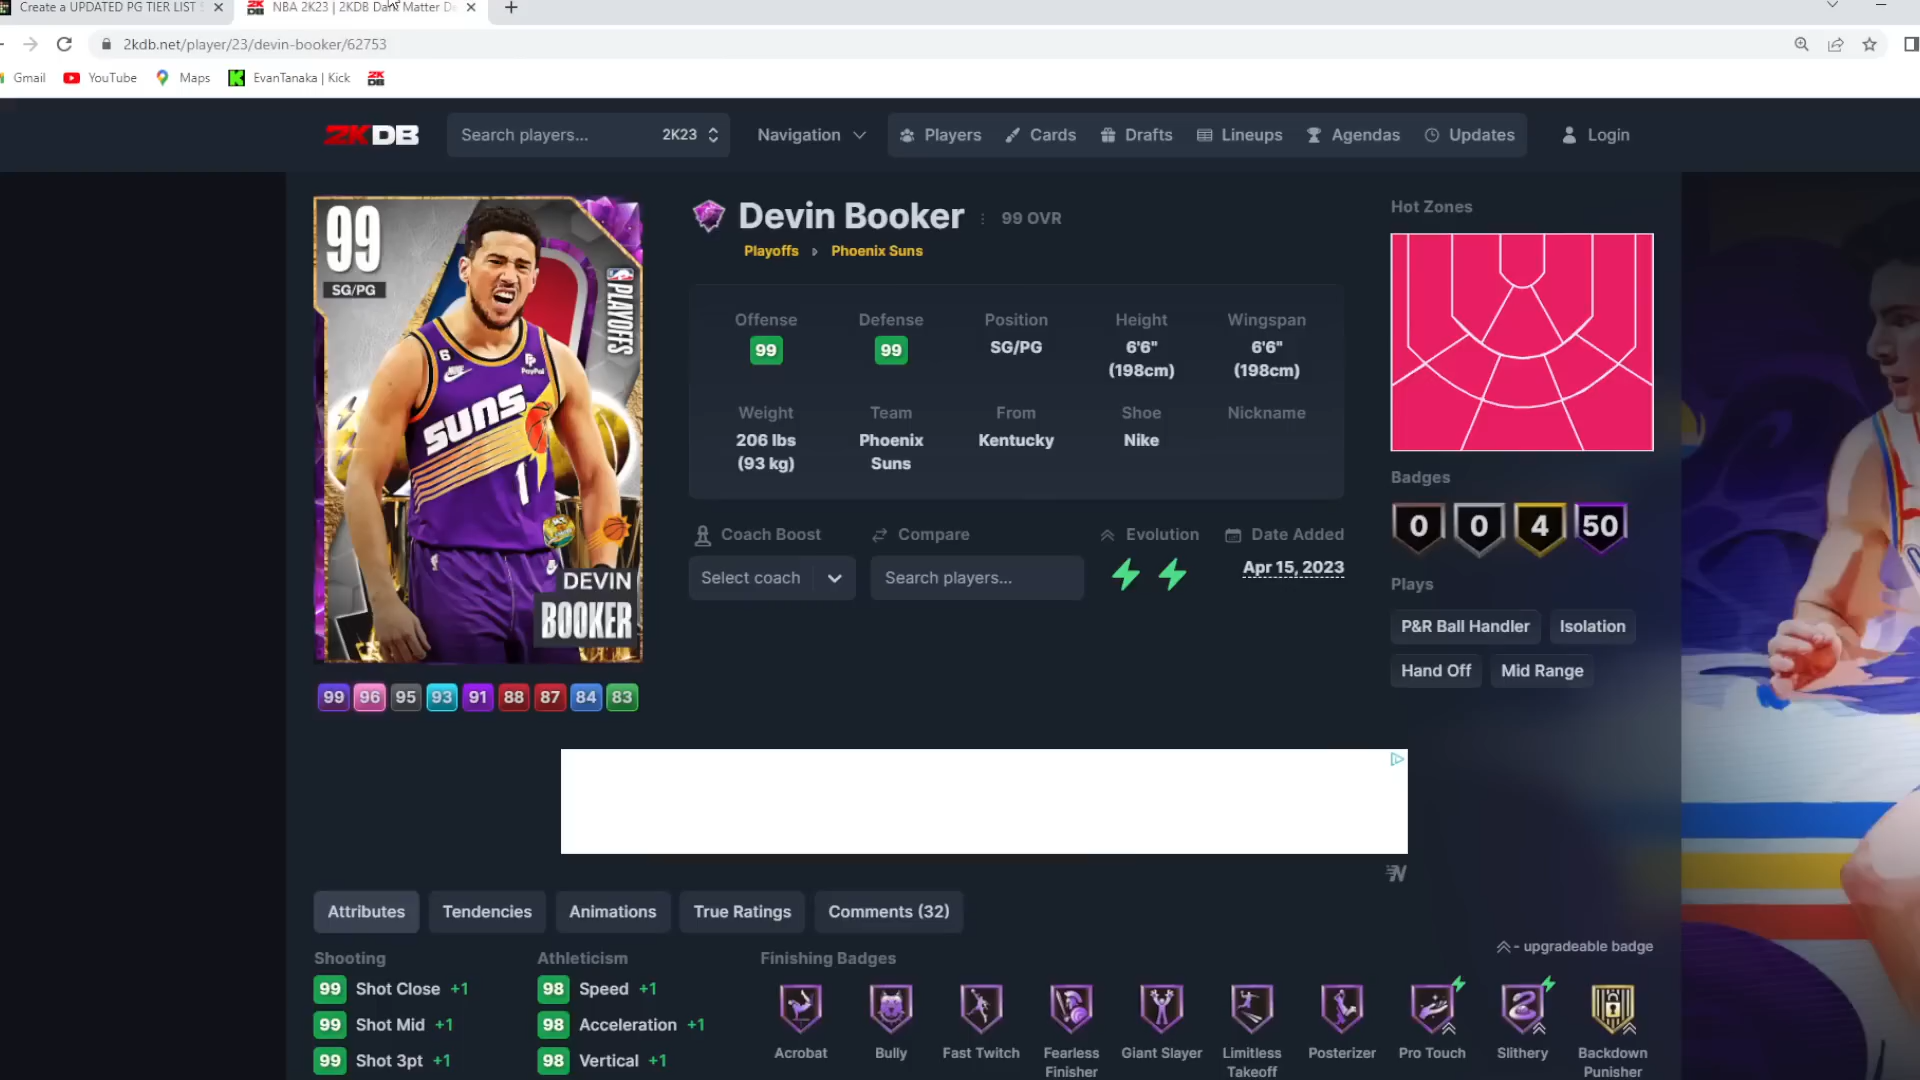 Create a UPDATED PG TIER LIST
NBA 2K23 | 2KDB Dark Matter De
2kdb.net/player/23/devin-booker/62753
Gmail
YouTube
Maps
EvanTanaka | Kick
2KDB
Search players...
2K23
Navigation
Players
Cards
Drafts
Lineups
Agendas
Updates
Login
99
SG/PG
PLAYOFFS
6
PayPal
SUNS
1
DEVIN
BOOKER
99 96 95 93 91 88 87 84 83
Devin Booker
99 OVR
Playoffs
Phoenix Suns
Offense
99
Defense
99
Position
SG/PG
Height
6'6"
(198cm)
Wingspan
6'6"
(198cm)
Weight
206 lbs
(93 kg)
Team
Phoenix
Suns
From
Kentucky
Shoe
Nike
Nickname
Coach Boost
Select coach
Compare
Search players...
Evolution
Date Added
Apr 15, 2023
Hot Zones
Badges
0 0 4 50
Plays
P&R Ball Handler
Isolation
Hand Off
Mid Range
Attributes
Tendencies
Animations
True Ratings
Comments (32)
- upgradeable badge
Shooting
99 Shot Close +1
99 Shot Mid +1
99 Shot 3pt +1
Athleticism
98 Speed +1
98 Acceleration +1
98 Vertical +1
Finishing Badges
Acrobat
Bully
Fast Twitch
Fearless
Finisher
Giant Slayer
Limitless
Takeoff
Posterizer
Pro Touch
Slithery
Backdown
Punisher